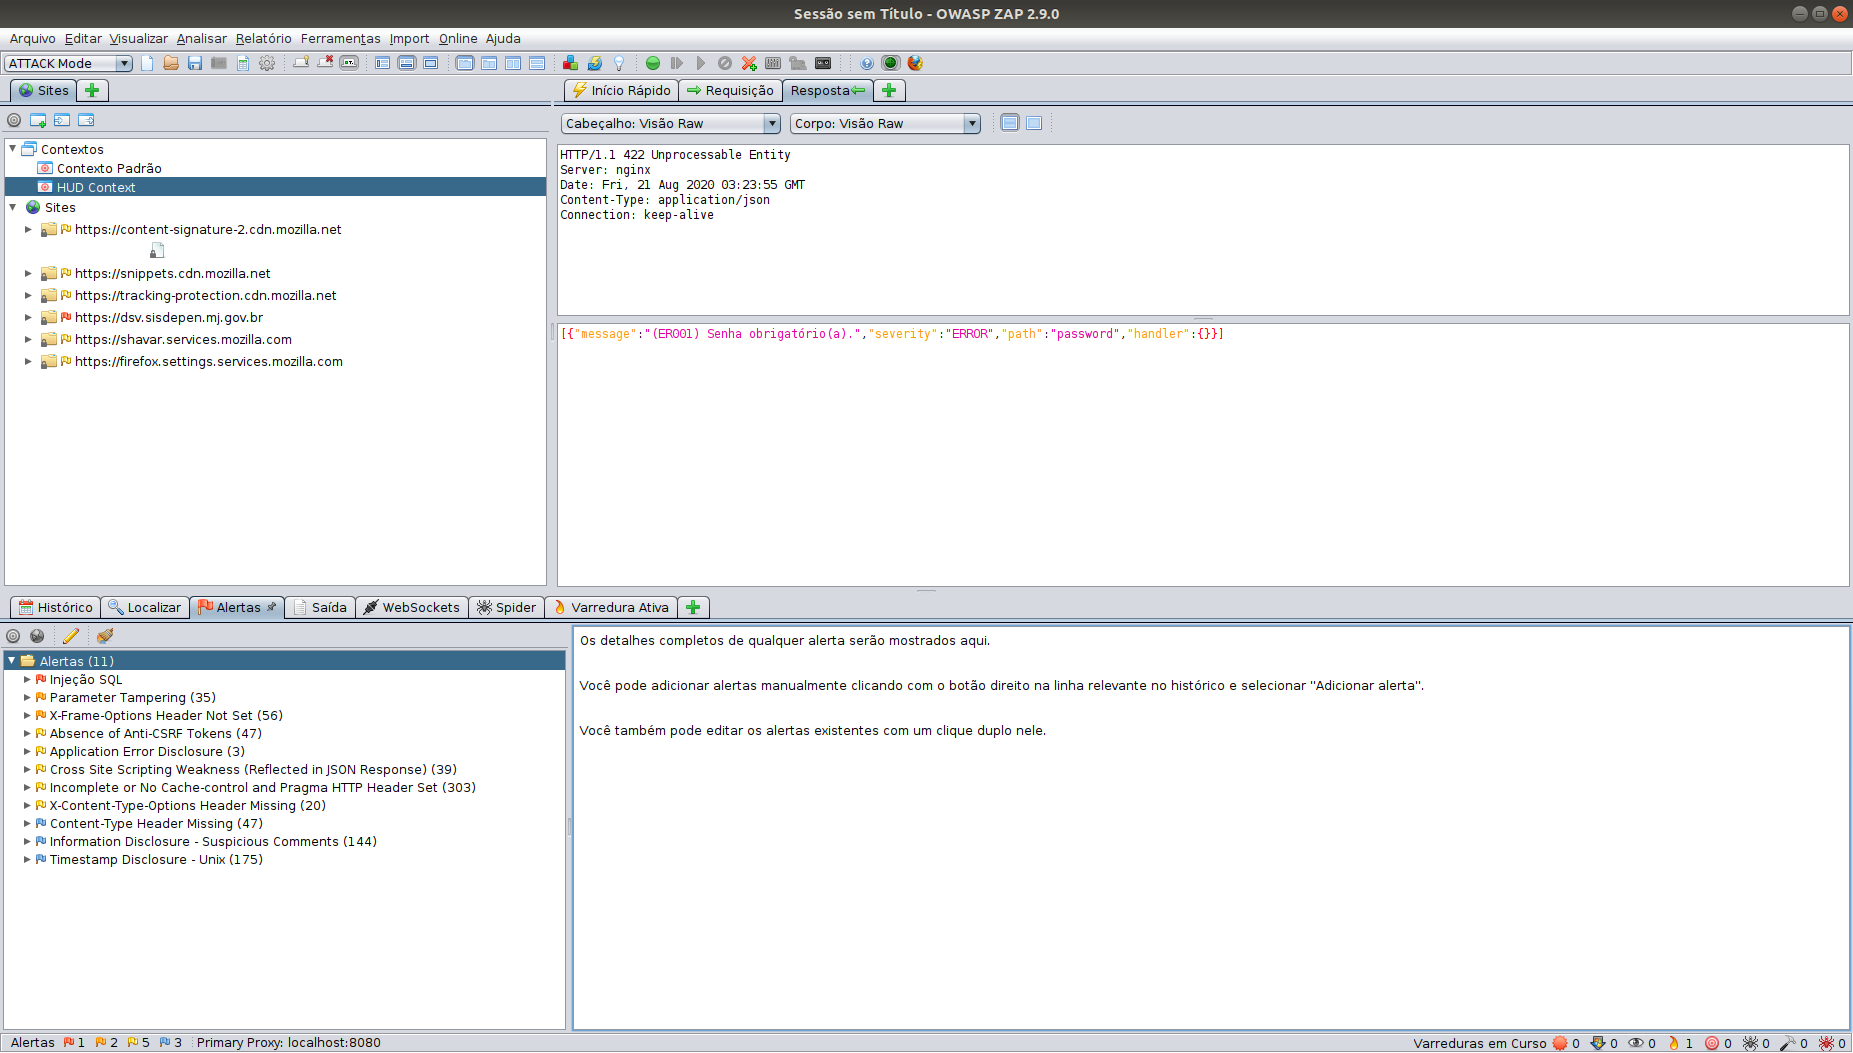 Sessão sem Título - OWASP ZAP 2.9.0
Arquivo Editar Visualizar Analisar Relatório Ferramentas Import Online Ajuda
ATTACK Mode
Sites
Início Rápido Requisição Resposta
Cabeçalho: Visão Raw Corpo: Visão Raw
Contextos
Contexto Padrão
HUD Context
Sites
https://content-signature-2.cdn.mozilla.net
https://snippets.cdn.mozilla.net
https://tracking-protection.cdn.mozilla.net
https://dsv.sisdepen.mj.gov.br
https://shavar.services.mozilla.com
https://firefox.settings.services.mozilla.com
HTTP/1.1 422 Unprocessable Entity
Server: nginx
Date: Fri, 21 Aug 2020 03:23:55 GMT
Content-Type: application/json
Connection: keep-alive
[{"message":"(ER001) Senha obrigatório(a).","severity":"ERROR","path":"password","handler":{}}]
Histórico Localizar Alertas Saída WebSockets Spider Varredura Ativa
Alertas (11)
Injeção SQL
Parameter Tampering (35)
X-Frame-Options Header Not Set (56)
Absence of Anti-CSRF Tokens (47)
Application Error Disclosure (3)
Cross Site Scripting Weakness (Reflected in JSON Response) (39)
Incomplete or No Cache-control and Pragma HTTP Header Set (303)
X-Content-Type-Options Header Missing (20)
Content-Type Header Missing (47)
Information Disclosure - Suspicious Comments (144)
Timestamp Disclosure - Unix (175)
Os detalhes completos de qualquer alerta serão mostrados aqui.
Você pode adicionar alertas manualmente clicando com o botão direito na linha relevante no histórico e selecionar "Adicionar alerta".
Você também pode editar os alertas existentes com um clique duplo nele.
Alertas 1 2 5 3 Primary Proxy: localhost:8080
Varreduras em Curso 0 0 0 1 0 0 0 0